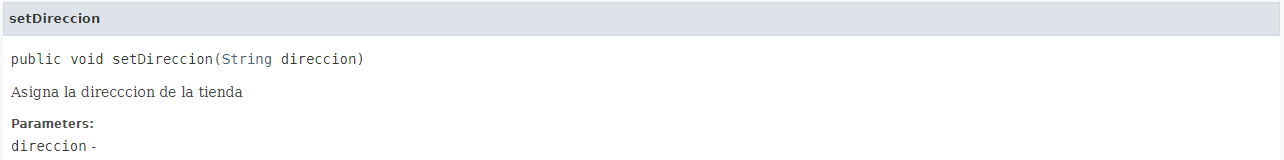 setDireccion
public void setDireccion(String direccion)
Asigna la direcccion de la tienda
Parameters:
direccion -